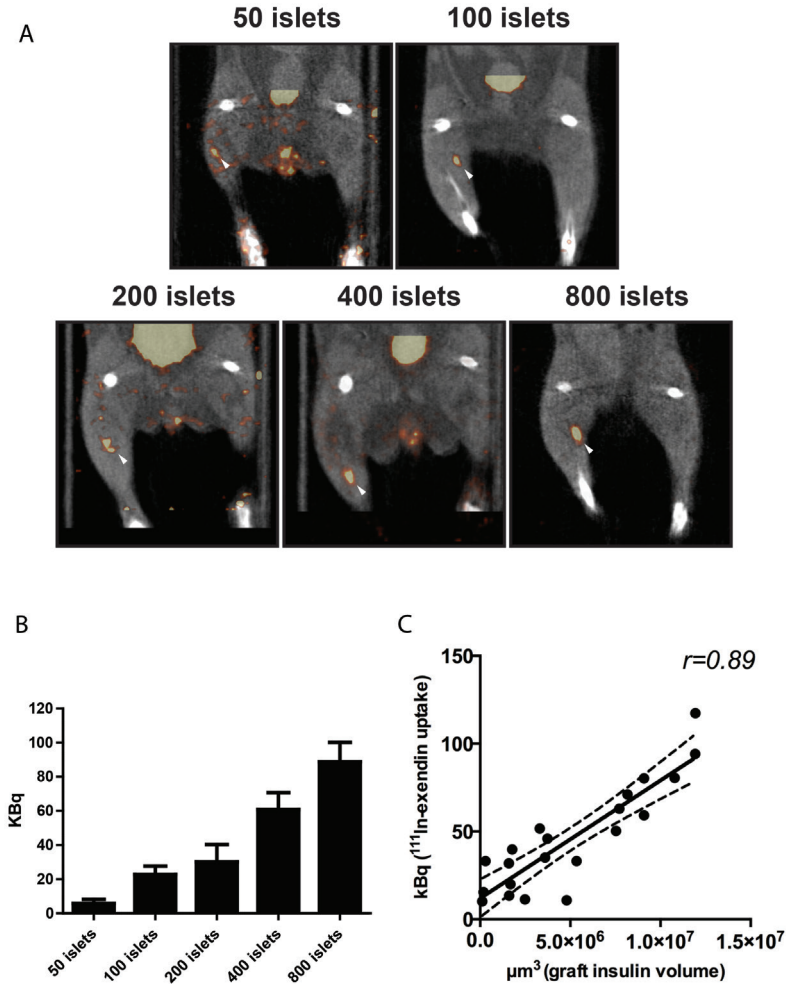 A
50 islets
100 islets
200 islets
400 islets
800 islets
B
KBq
120
100
80
60
40
20
0
50 islets
100 islets
200 islets
400 islets
800 islets
C
r=0.89
kBq (¹¹¹In-exendin uptake)
150
100
50
0
0.0
5.0×10⁶
1.0×10⁷
1.5×10⁷
µm³ (graft insulin volume)